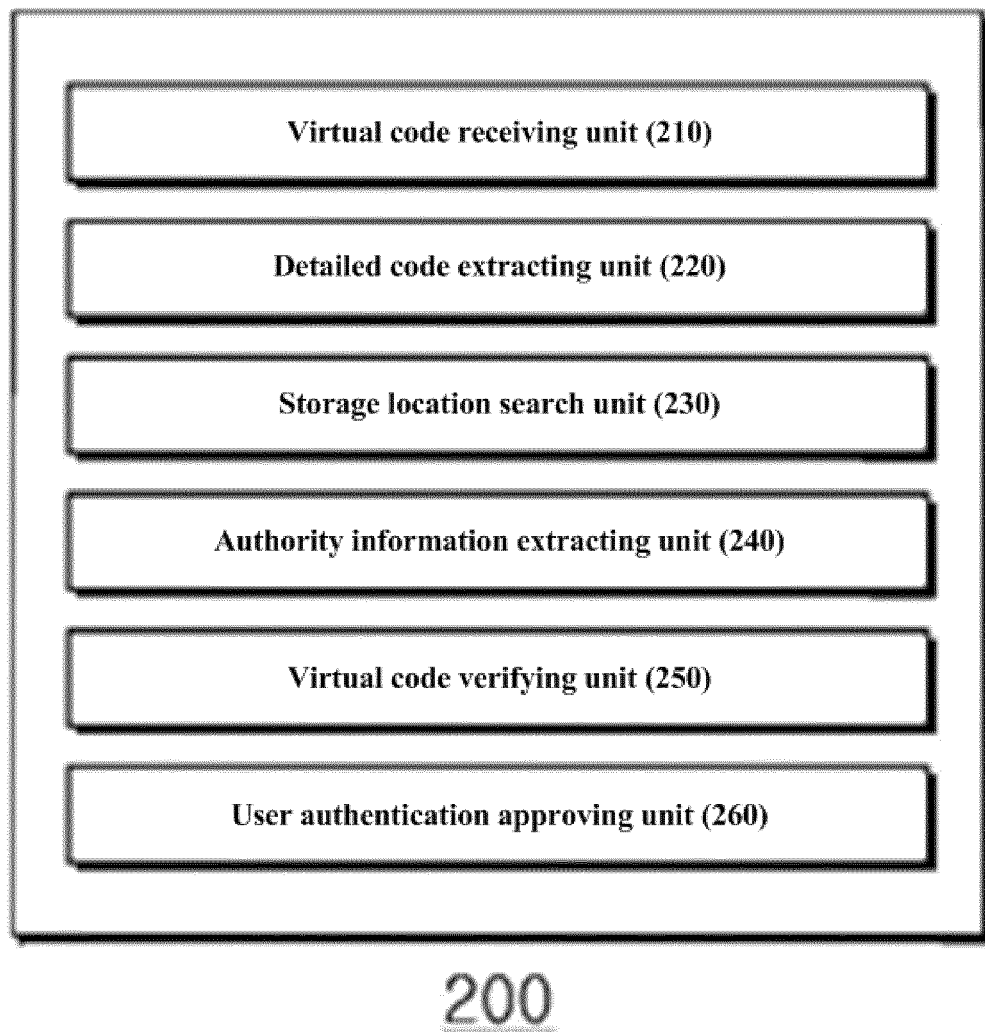 Virtual code receiving unit (210)
Detailed code extracting unit (220)
Storage location search unit (230)
Authority information extracting unit (240)
Virtual code verifying unit (250)
User authentication approving unit (260)
200